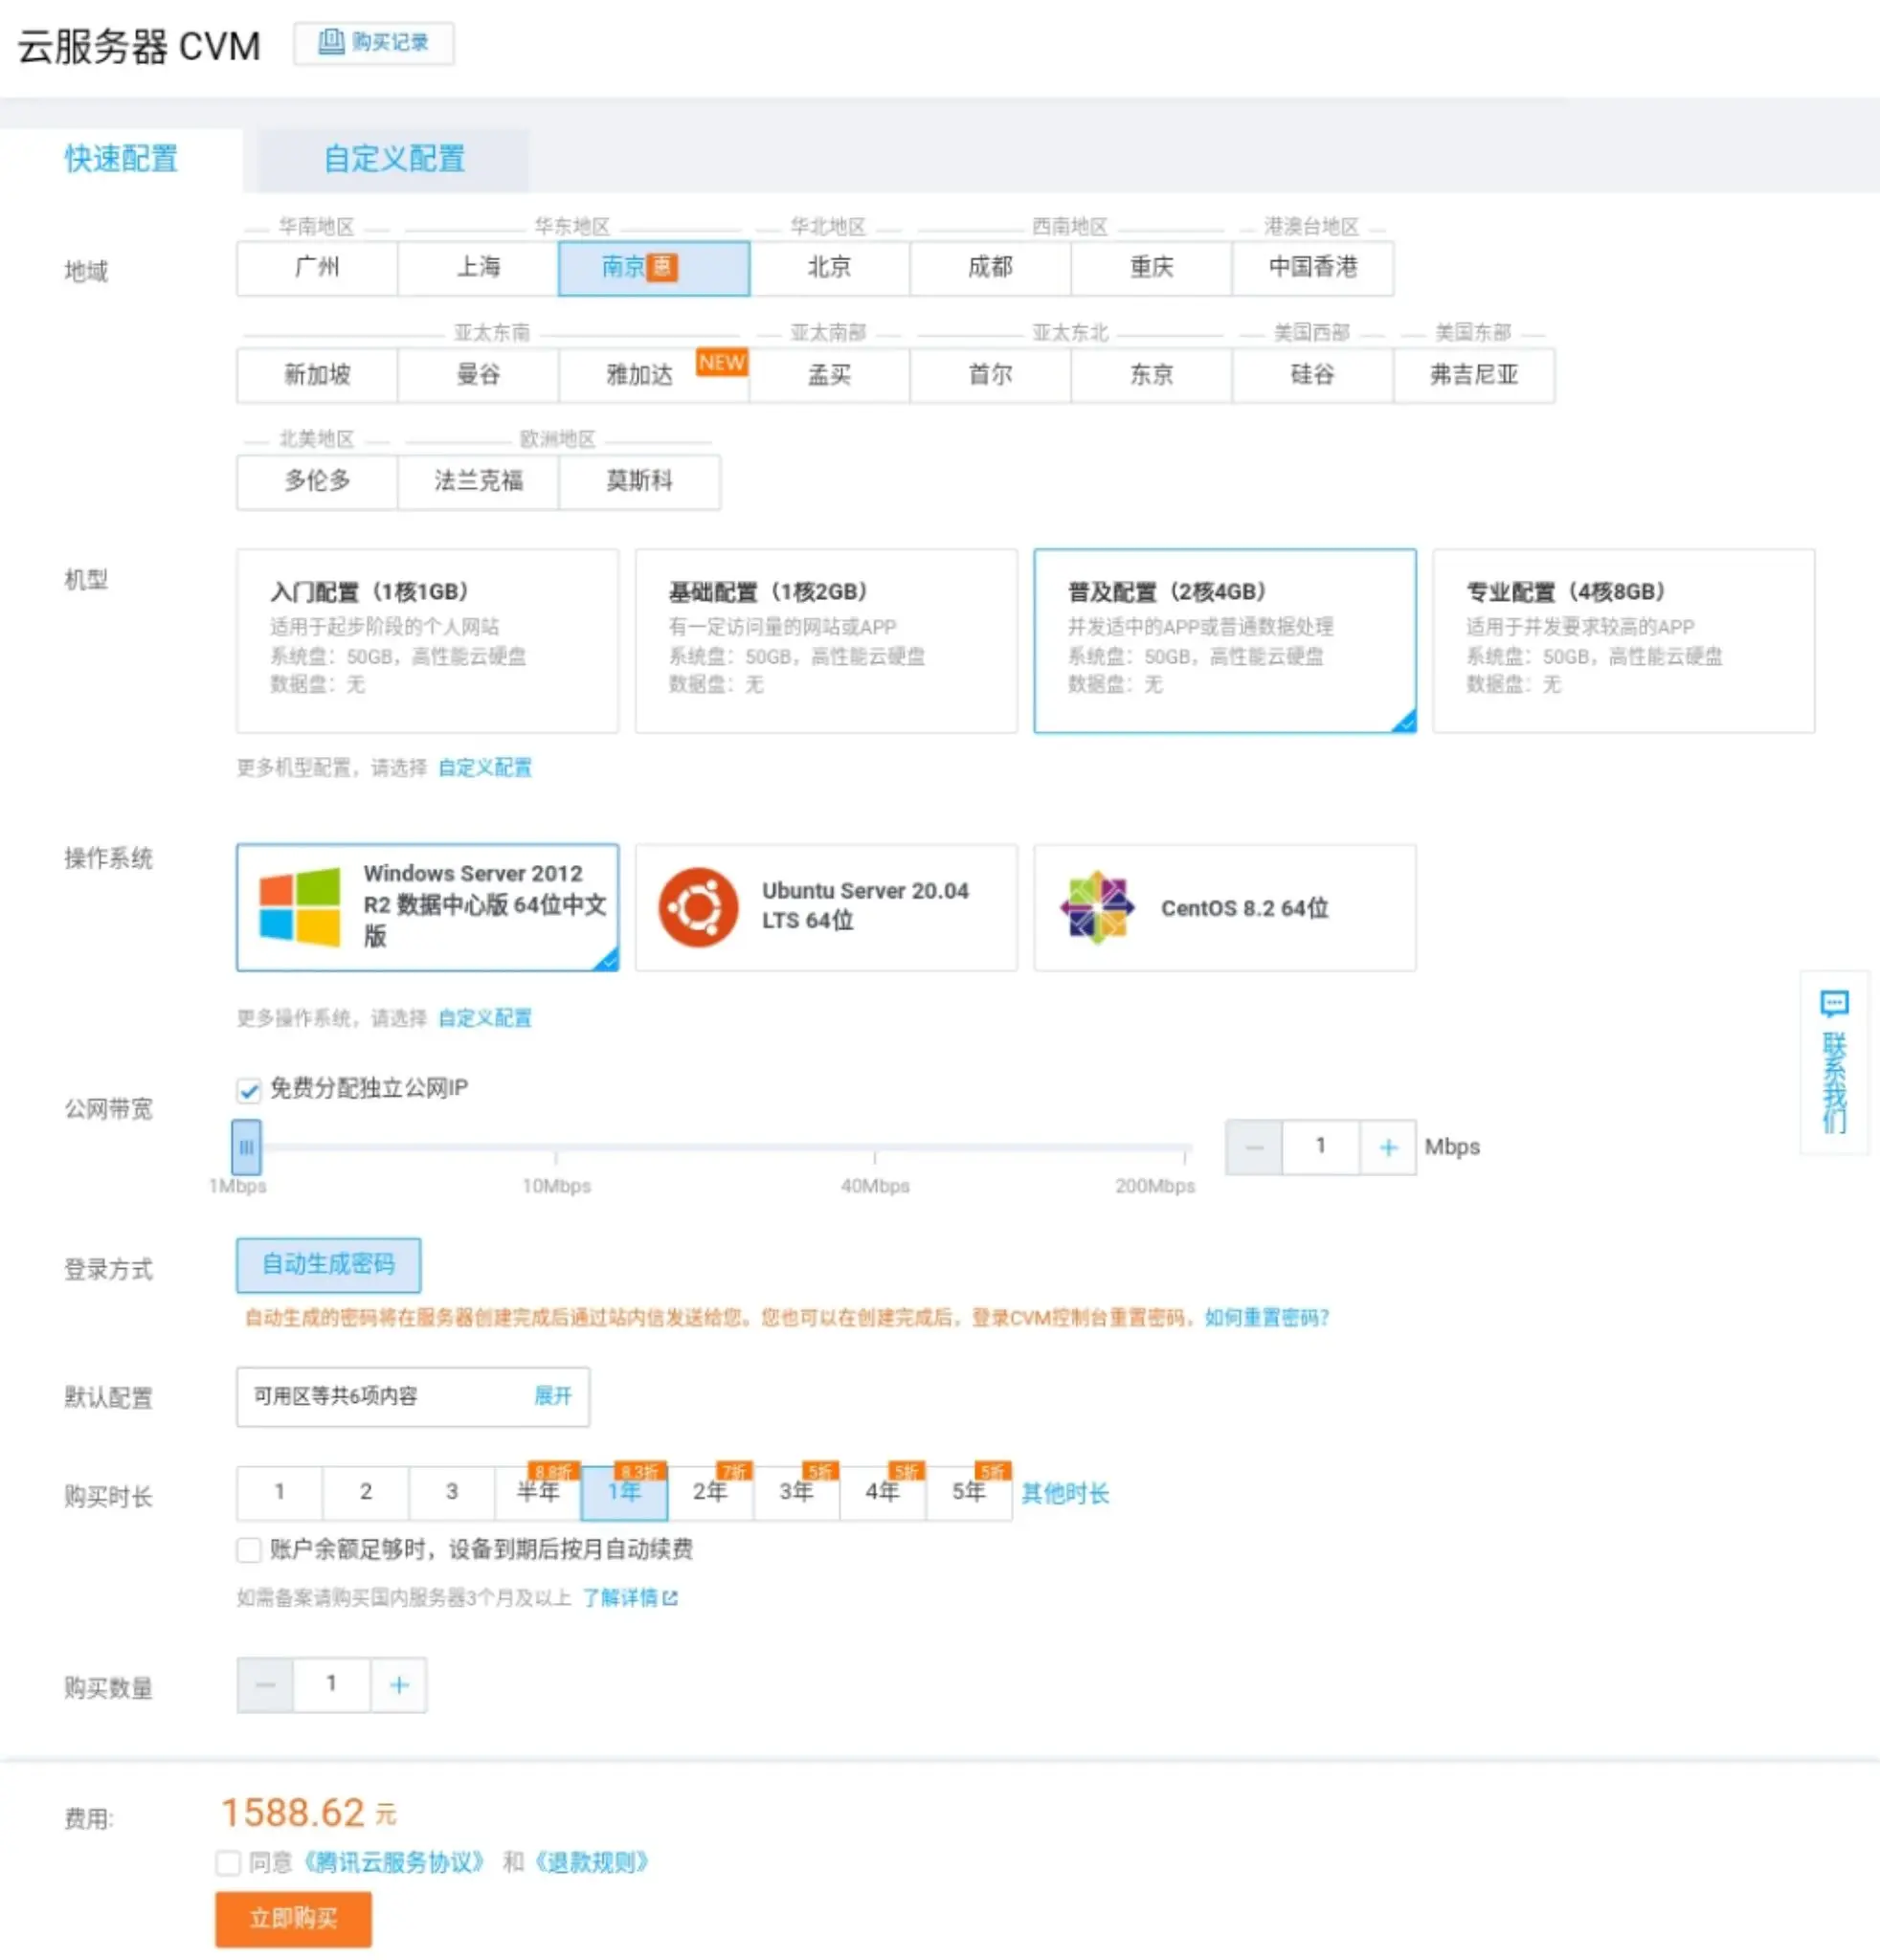 云服务器 CVM 购买记录
快速配置 自定义配置
华南地区 华东地区 华北地区 西南地区 港澳台地区
地域 广州 上海 南京 惠 北京 成都 重庆 中国香港
亚太东南 亚太南部 亚太东北 美国西部 美国东部
新加坡 曼谷 雅加达 NEW 孟买 首尔 东京 硅谷 弗吉尼亚
北美地区 欧洲地区
多伦多 法兰克福 莫斯科
机型
入门配置（1核1GB）
适用于起步阶段的个人网站
系统盘：50GB，高性能云硬盘
数据盘：无
基础配置（1核2GB）
有一定访问量的网站或APP
系统盘：50GB，高性能云硬盘
数据盘：无
普及配置（2核4GB）
并发适中的APP或普通数据处理
系统盘：50GB，高性能云硬盘
数据盘：无
专业配置（4核8GB）
适用于并发要求较高的APP
系统盘：50GB，高性能云硬盘
数据盘：无
更多机型配置，请选择 自定义配置
操作系统
Windows Server 2012
R2 数据中心版 64位中文
版
Ubuntu Server 20.04
LTS 64位
CentOS 8.2 64位
更多操作系统，请选择 自定义配置
联系我们
公网带宽
免费分配独立公网IP
1 Mbps
1Mbps 10Mbps 40Mbps 200Mbps
登录方式 自动生成密码
自动生成的密码将在服务器创建完成后通过站内信发送给您。您也可以在创建完成后，登录CVM控制台重置密码，如何重置密码？
默认配置 可用区等共6项内容 展开
8.8折 8.3折 7折 5折 5折 5折
购买时长 1 2 3 半年 1年 2年 3年 4年 5年 其他时长
账户余额足够时，设备到期后按月自动续费
如需备案请购买国内服务器3个月及以上 了解详情
购买数量 1
费用: 1588.62 元
同意《腾讯云服务协议》 和《退款规则》
立即购买